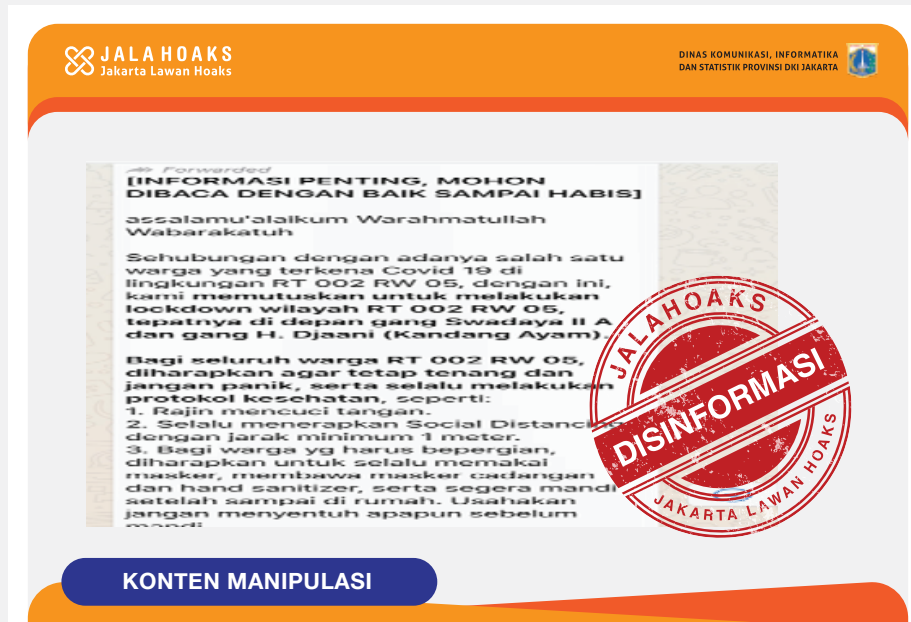 JALA HOAKS
Jakarta Lawan Hoaks
DINAS KOMUNIKASI, INFORMATIKA
DAN STATISTIK PROVINSI DKI JAKARTA
Forwarded
[INFORMASI PENTING, MOHON
DIBACA DENGAN BAIK SAMPAI HABIS]
assalamu'alaikum Warahmatullah
Wabarakatuh
Sehubungan dengan adanya salah satu
warga yang terkena Covid 19 di
lingkungan RT 002 RW 05, dengan ini,
kami memutuskan untuk melakukan
lockdown wilayah RT 002 RW 05,
tepatnya di depan gang Swadaya II A
dan gang H. Djaani (Kandang Ayam).
Bagi seluruh warga RT 002 RW 05,
diharapkan agar tetap tenang dan
jangan panik, serta selalu melakukan
protokol kesehatan, seperti:
1. Rajin mencuci tangan.
2. Selalu menerapkan Social
dengan jarak minimum 1 meter.
3. Bagi warga yg harus bepergian,
diharapkan untuk selalu memakai
masker, membawa masker cadangan
dan hand sanitizer, serta segera mandi
setelah sampai di rumah. Usahakan
jangan menyentuh apapun sebelum
mandi
JALAHOAKS
DISINFORMASI
JAKARTA LAWAN HOAKS
KONTEN MANIPULASI